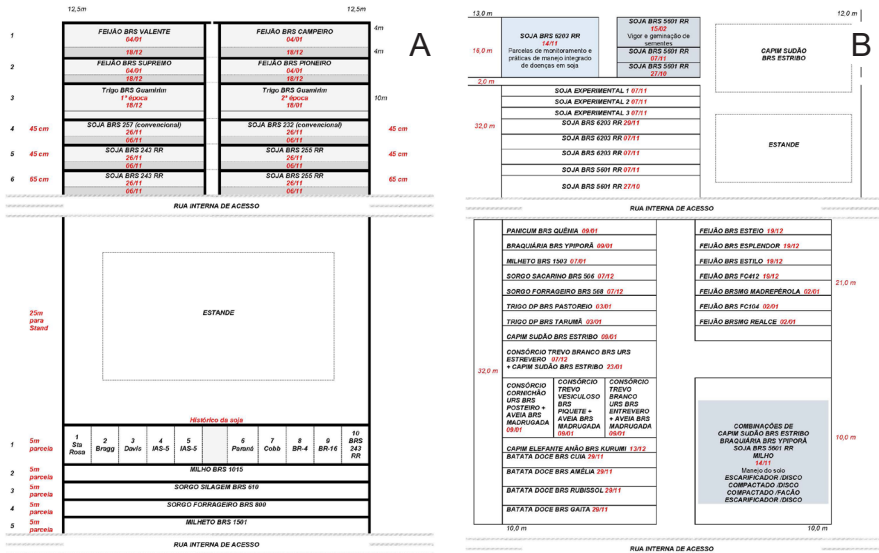 12,5m
12,5m
A
1
FEIJÃO BRS VALENTE
04/01
FEIJÃO BRS CAMPEIRO
04/01
4m
18/12
18/12
4m
2
FEIJÃO BRS SUPREMO
04/01
FEIJÃO BRS PIONEIRO
04/01
18/12
18/12
3
Trigo BRS Guamirim
1ª época
18/12
Trigo BRS Guamirim
2ª época
18/01
10m
4
45 cm
SOJA BRS 257 (convencional)
26/11
SOJA BRS 232 (convencional)
26/11
45 cm
06/11
06/11
5
45 cm
SOJA BRS 243 RR
26/11
SOJA BRS 255 RR
26/11
45 cm
06/11
06/11
6
65 cm
SOJA BRS 243 RR
26/11
SOJA BRS 255 RR
26/11
65 cm
06/11
06/11
RUA INTERNA DE ACESSO
25m
para
Stand
ESTANDE
Histórico da soja
1
5m
parcela
1
Sta
Rosa
2
Bragg
3
Davis
4
IAS-5
5
IAS-5
6
Paraná
7
Cobb
8
BR-4
9
BR-16
10
BRS
243
RR
2
5m
parcela
MILHO BRS 1015
3
5m
parcela
SORGO SILAGEM BRS 610
4
5m
parcela
SORGO FORRAGEIRO BRS 800
5
5m
parcela
MILHETO BRS 1501
RUA INTERNA DE ACESSO
B
13,0 m
12,0 m
16,0 m
SOJA BRS 6203 RR
14/11
Parcelas de monitoramento e
práticas de manejo integrado
de doenças em soja
SOJA BRS 5601 RR
15/02
Vigor e geminação de
sementes
SOJA BRS 5601 RR
07/11
SOJA BRS 5601 RR
27/10
CAPIM SUDÃO
BRS ESTRIBO
2,0 m
32,0 m
SOJA EXPERIMENTAL 1 07/11
SOJA EXPERIMENTAL 2 07/11
SOJA EXPERIMENTAL 3 07/11
SOJA BRS 6203 RR 29/11
SOJA BRS 6203 RR 07/11
SOJA BRS 6203 RR 07/11
SOJA BRS 5601 RR 07/11
SOJA BRS 5601 RR 27/10
ESTANDE
RUA INTERNA DE ACESSO
32,0 m
PANICUM BRS QUÊNIA 09/01
BRAQUIÁRIA BRS YPIPORÃ 09/01
MILHETO BRS 1503 07/01
SORGO SACARINO BRS 506 07/12
SORGO FORRAGEIRO BRS 568 07/12
TRIGO DP BRS PASTOREIO 03/01
TRIGO DP BRS TARUMÃ 03/01
CAPIM SUDÃO BRS ESTRIBO 09/01
CONSÓRCIO TREVO BRANCO BRS URS
ESTREVERO 07/12
+ CAPIM SUDÃO BRS ESTRIBO 23/01
CONSÓRCIO
CORNICHÃO
URS BRS
POSTEIRO +
AVEIA BRS
MADRUGADA
09/01
CONSÓRCIO
TREVO
VESICULOSO
BRS
PIQUETE +
AVEIA BRS
MADRUGADA
09/01
CONSÓRCIO
TREVO
BRANCO
URS BRS
ENTREVERO +
AVEIA BRS
MADRUGADA
09/01
CAPIM ELEFANTE ANÃO BRS KURUMI 13/12
BATATA DOCE BRS CUIA 29/11
BATATA DOCE BRS AMÉLIA 29/11
BATATA DOCE BRS RUBISSOL 29/11
BATATA DOCE BRS GAITA 29/11
10,0 m
FEIJÃO BRS ESTEIO 19/12
FEIJÃO BRS ESPLENDOR 19/12
FEIJÃO BRS ESTILO 19/12
FEIJÃO BRS FC412 19/12
FEIJÃO BRSMG MADREPÉROLA 02/01
FEIJÃO BRS FC104 02/01
FEIJÃO BRSMG REALCE 02/01
21,0 m
COMBINAÇÕES DE
CAPIM SUDÃO BRS ESTRIBO
BRAQUIÁRIA BRS YPIPORÃ
SOJA BRS 5601 RR
MILHO
14/11
Manejo do solo
ESCARIFICADOR /DISCO
COMPACTADO /DISCO
COMPACTADO /FACÃO
ESCARIFICADOR /DISCO
10,0 m
10,0 m
RUA INTERNA DE ACESSO